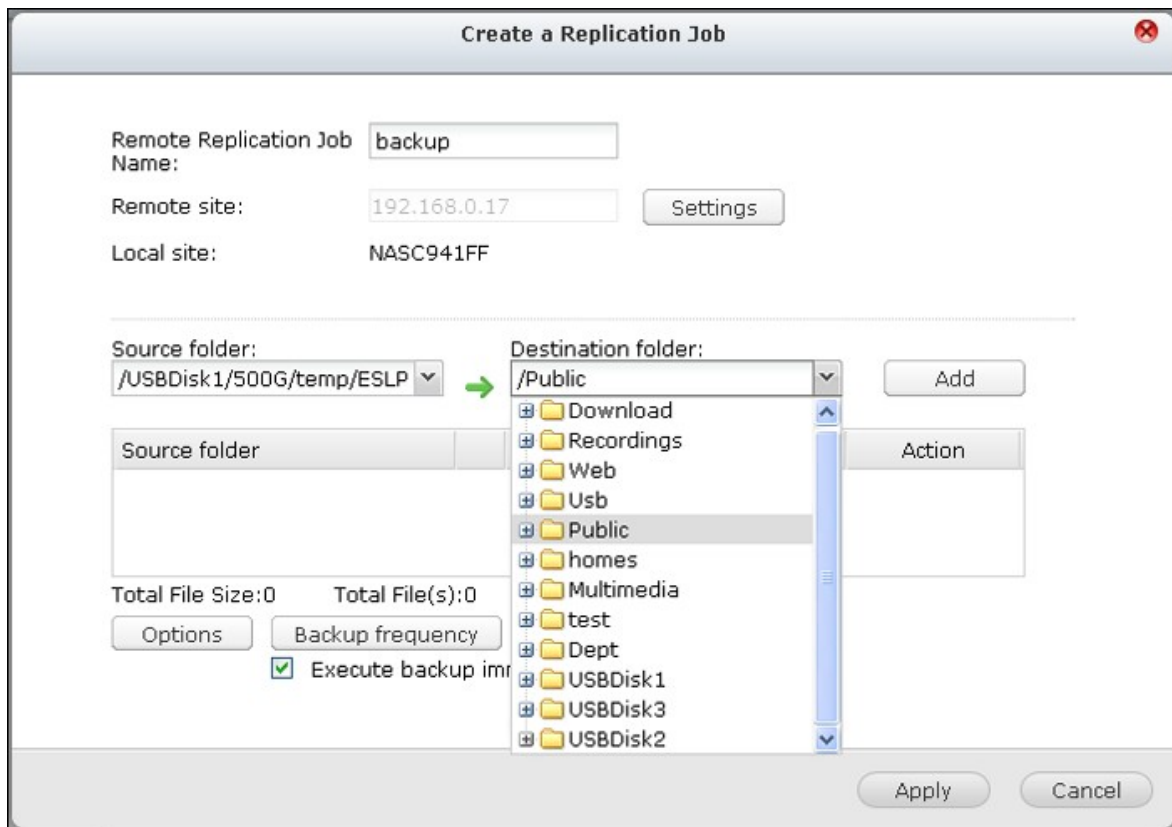 Create a Replication Job
Remote Replication Job
Name:
backup
Remote site:
192.168.0.17
Settings
Local site:
NASC941FF
Source folder:
Destination folder:
/USBDisk1/500G/temp/ESLP
/Public
Add
Download
Recordings
Web
Usb
Public
homes
Multimedia
test
Dept
USBDisk1
USBDisk3
USBDisk2
Source folder
Action
Total File Size:0
Total File(s):0
Options
Backup frequency
Execute backup
Apply
Cancel